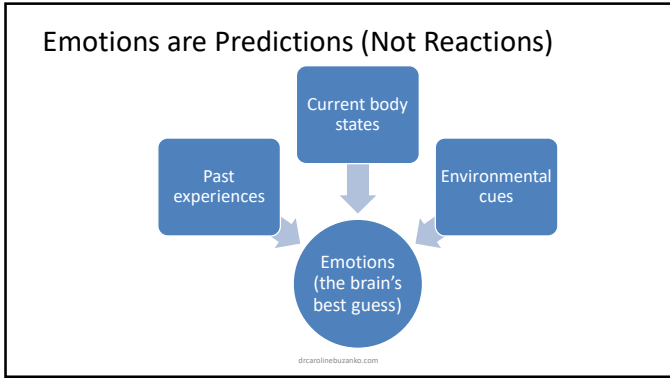 Emotions are Predictions (Not Reactions)
Current body
states
Past
experiences
Environmental
cues
Emotions
(the brain's
best guess)
drcarolinebuzanko.com